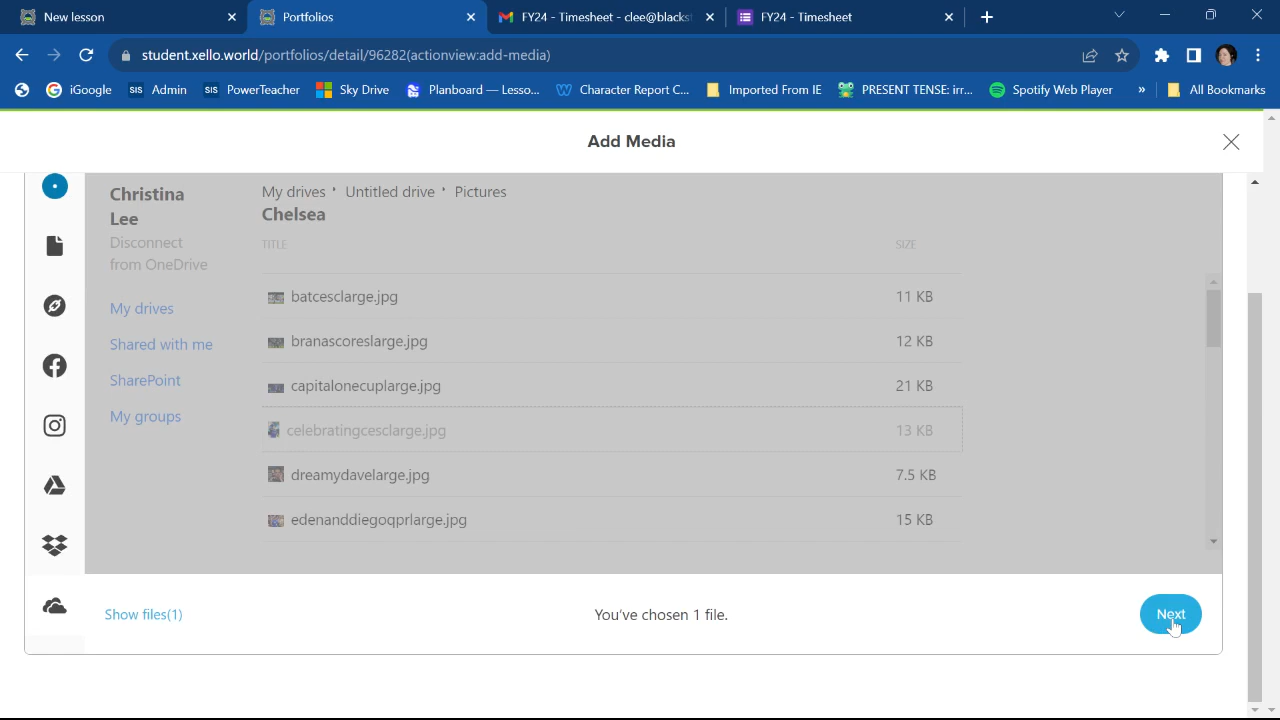 New lesson
Portfolios
FY24 - Timesheet - clee@blackst
FY24 - Timesheet
student.xello.world/portfolios/detail/96282(actionview:add-media)
iGoogle
SIS Admin
SIS PowerTeacher
Sky Drive
Planboard — Lesso...
Character Report C...
Imported From IE
PRESENT TENSE: irr...
Spotify Web Player
»
All Bookmarks
Add Media
Christina
Lee
Disconnect
from OneDrive
My drives
Shared with me
SharePoint
My groups
My drives ' Untitled drive ' Pictures
Chelsea
TITLE SIZE
batcesclarge.jpg 11 KB
branascoreslarge.jpg 12 KB
capitalonecuplarge.jpg 21 KB
celebratingcesclarge.jpg 13 KB
dreamydavelarge.jpg 7.5 KB
edenanddiegoqprlarge.jpg 15 KB
Show files(1)
You've chosen 1 file.
Next